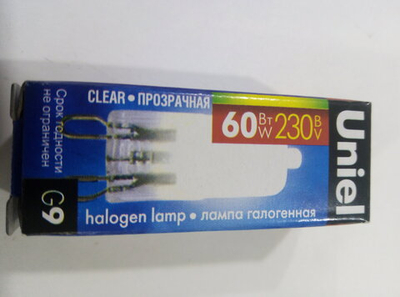 CLEAR • ПРОЗРАЧНАЯ
60 Вт W 230 В V
Uniel
Срок годности
не ограничен
G9
halogen lamp • лампа галогенная